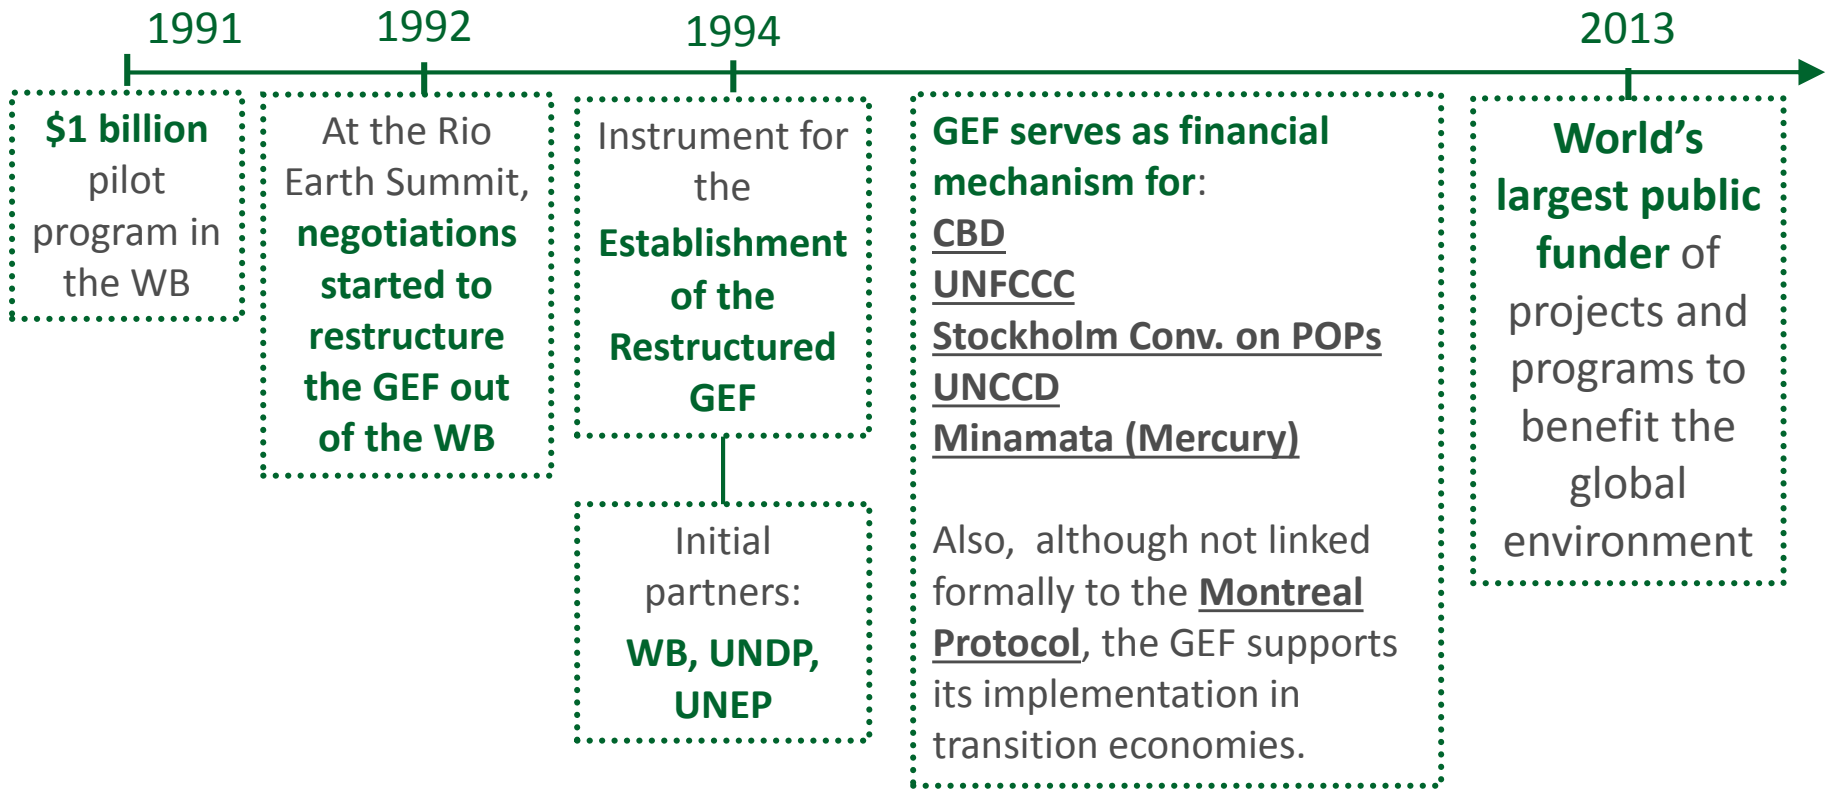 1991
1992
1994
2013
$1 billion
pilot
program in
the WB
At the Rio
Earth Summit,
negotiations
started to
restructure
the GEF out
of the WB
Instrument for
the
Establishment
of the
Restructured
GEF
Initial
partners:
WB, UNDP,
UNEP
GEF serves as financial
mechanism for:
CBD
UNFCCC
Stockholm Conv. on POPs
UNCCD
Minamata (Mercury)
Also, although not linked
formally to the Montreal
Protocol, the GEF supports
its implementation in
transition economies.
World’s
largest public
funder of
projects and
programs to
benefit the
global
environment